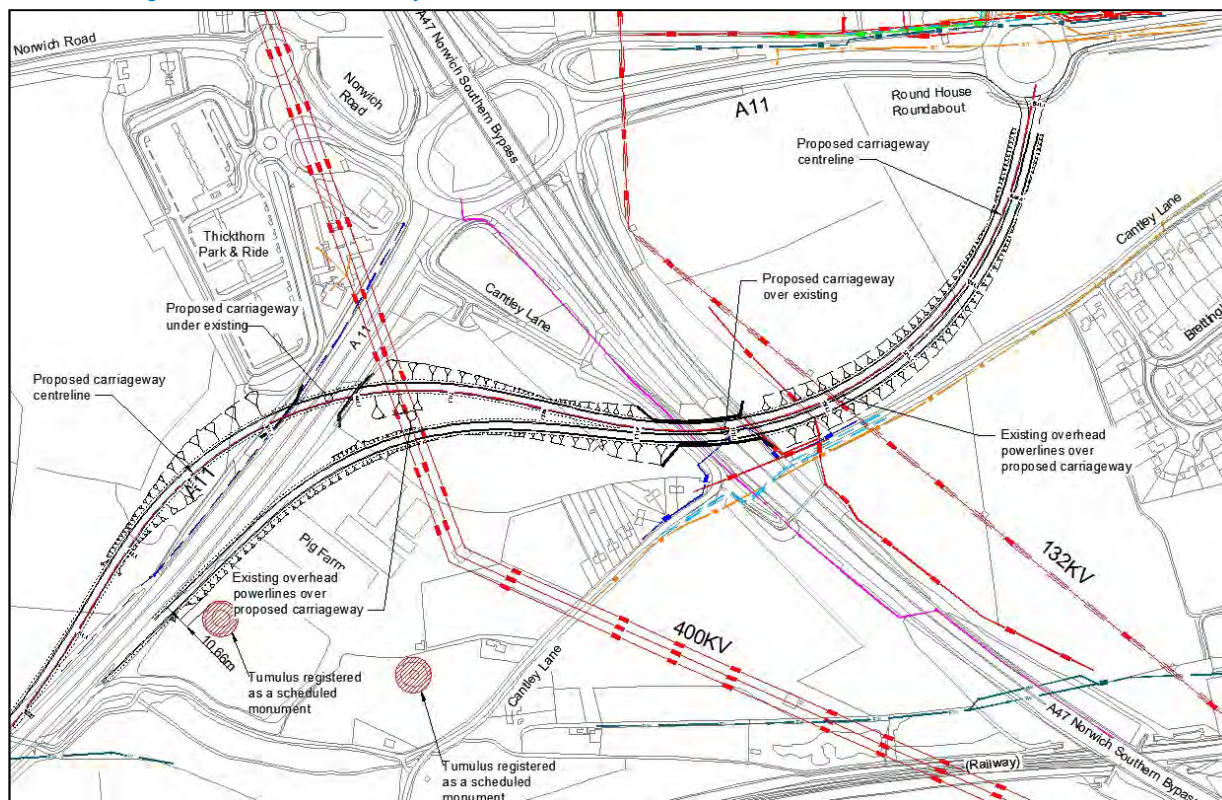 Norwich Road
A47 Norwich Southern Bypass
Norwich
Road
A11
Round House
Roundabout
Proposed carriageway
centreline
Cantley Lane
Thickthorn
Park & Ride
Cantley Lane
Proposed carriageway
over existing
Proposed carriageway
under existing
A11
Proposed carriageway
centreline
A11
Existing overhead
powerlines over
proposed carriageway
Pig Farm
132KV
Existing overhead
powerlines over
proposed carriageway
10.66m
400KV
Tumulus registered
as a scheduled
monument
Cantley Lane
Tumulus registered
as a scheduled
monument
A47 Norwich Southern Bypass
(Railway)